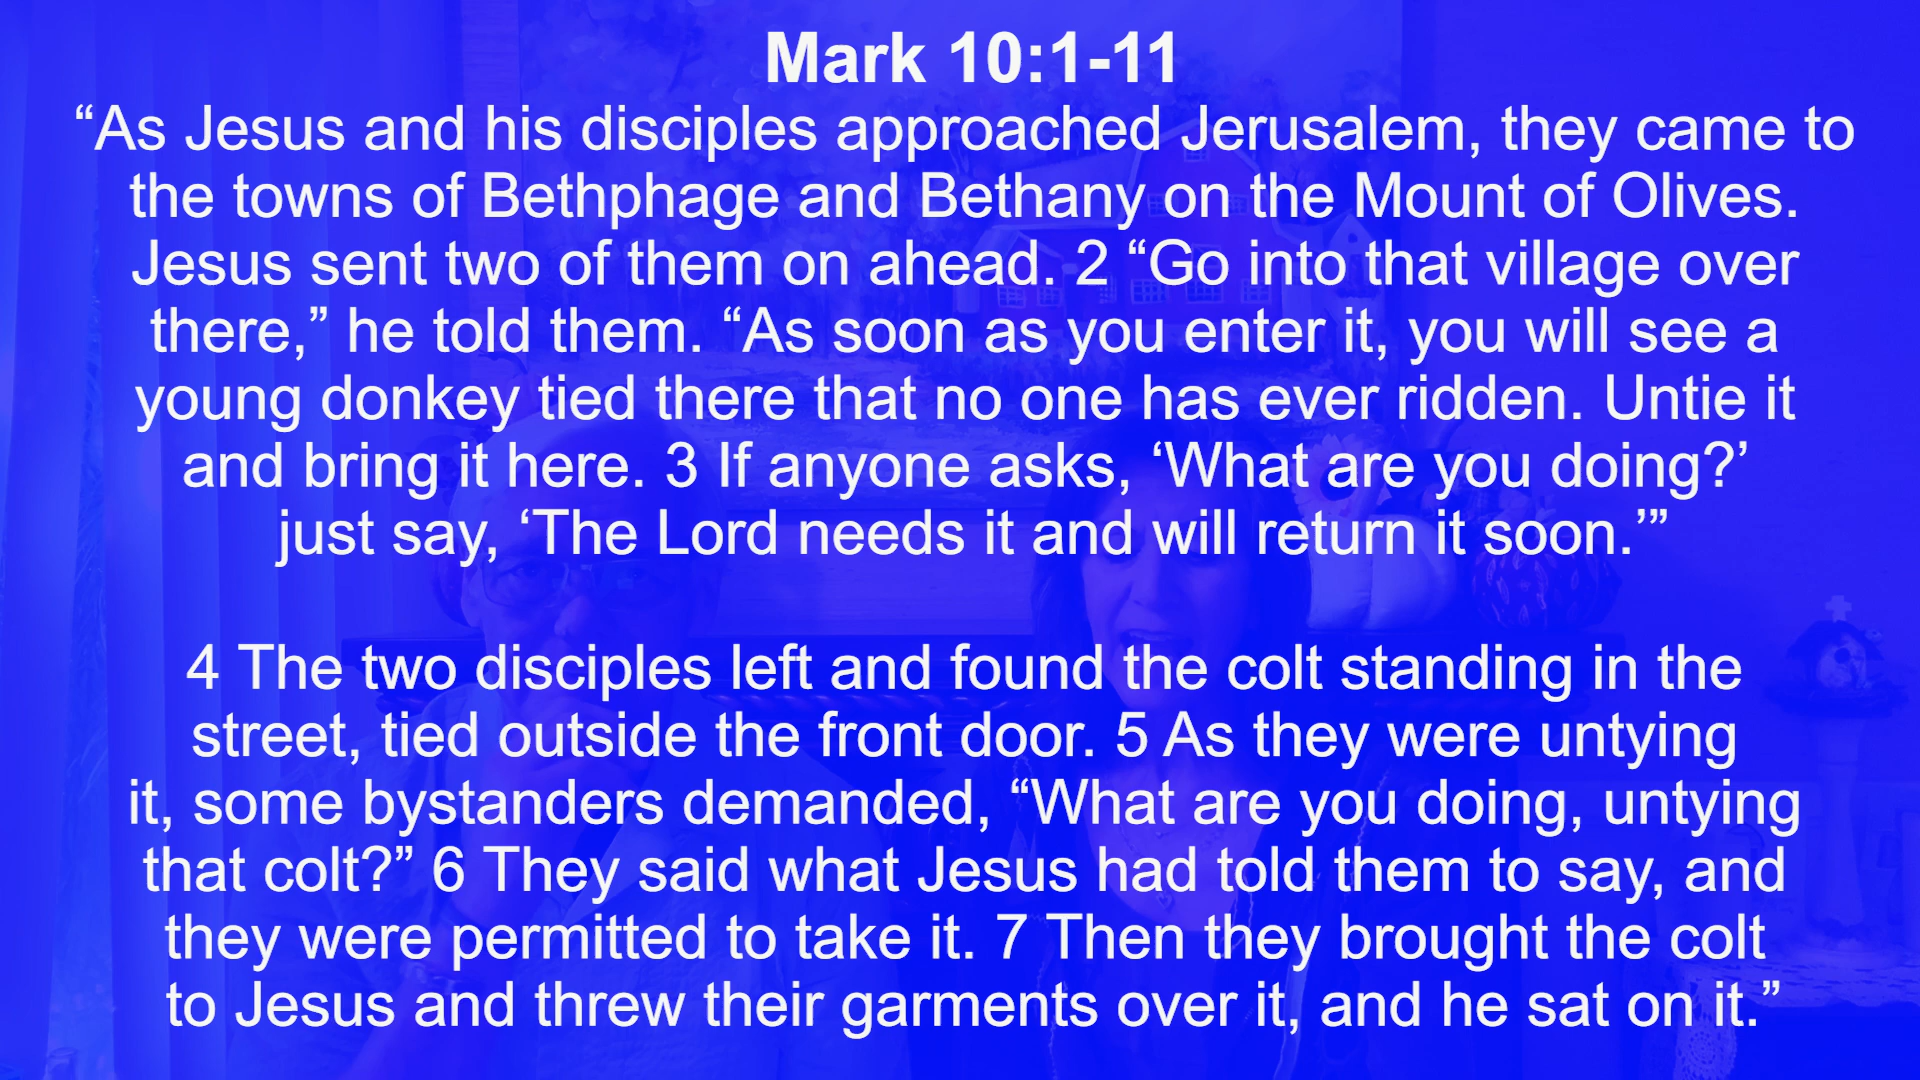 Mark 10:1-11
“As Jesus and his disciples approached Jerusalem, they came to
the towns of Bethphage and Bethany on the Mount of Olives.
Jesus sent two of them on ahead. 2 “Go into that village over
there,” he told them. “As soon as you enter it, you will see a
young donkey tied there that no one has ever ridden. Untie it
and bring it here. 3 If anyone asks, ‘What are you doing?’
just say, ‘The Lord needs it and will return it soon.’”
4 The two disciples left and found the colt standing in the
street, tied outside the front door. 5 As they were untying
it, some bystanders demanded, “What are you doing, untying
that colt?” 6 They said what Jesus had told them to say, and
they were permitted to take it. 7 Then they brought the colt
to Jesus and threw their garments over it, and he sat on it.”